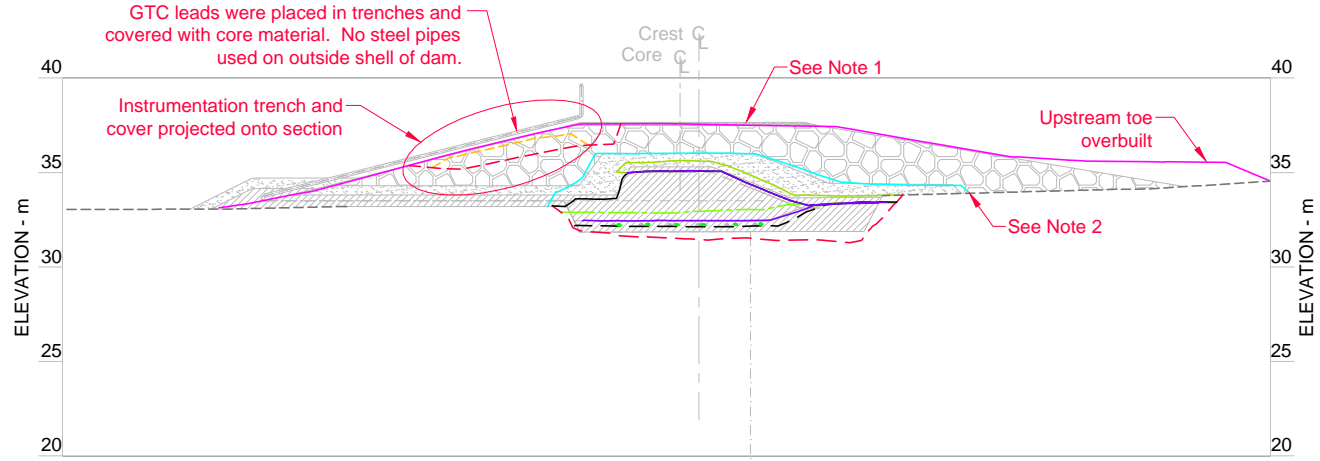 GTC leads were placed in trenches and
covered with core material. No steel pipes
used on outside shell of dam.
Crest CL
Core CL
See Note 1
40
40
Instrumentation trench and
cover projected onto section
Upstream toe
overbuilt
35
35
See Note 2
ELEVATION - m
ELEVATION - m
30
30
25
25
20
20